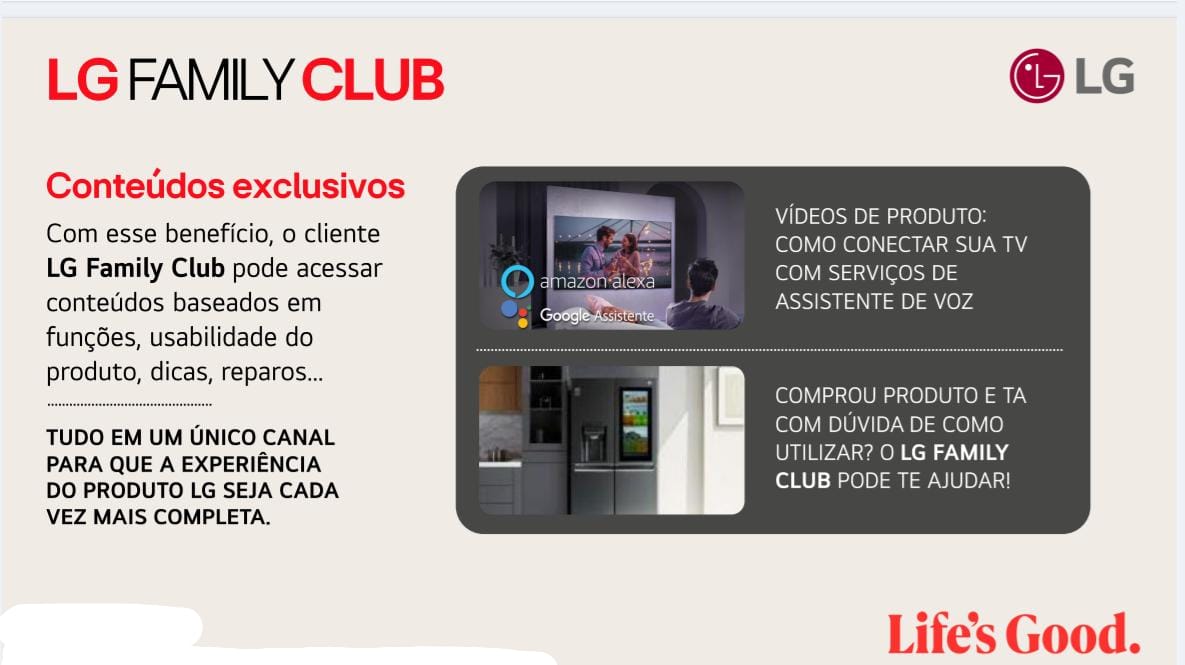 LG FAMILY CLUB
LG
Conteúdos exclusivos
Com esse benefício, o cliente
LG Family Club pode acessar
conteúdos baseados em
funções, usabilidade do
produto, dicas, reparos...
TUDO EM UM ÚNICO CANAL
PARA QUE A EXPERIÊNCIA
DO PRODUTO LG SEJA CADA
VEZ MAIS COMPLETA.
amazon alexa
Google Assistente
VÍDEOS DE PRODUTO:
COMO CONECTAR SUA TV
COM SERVIÇOS DE
ASSISTENTE DE VOZ
COMPROU PRODUTO E TA
COM DÚVIDA DE COMO
UTILIZAR? O LG FAMILY
CLUB PODE TE AJUDAR!
Life's Good.